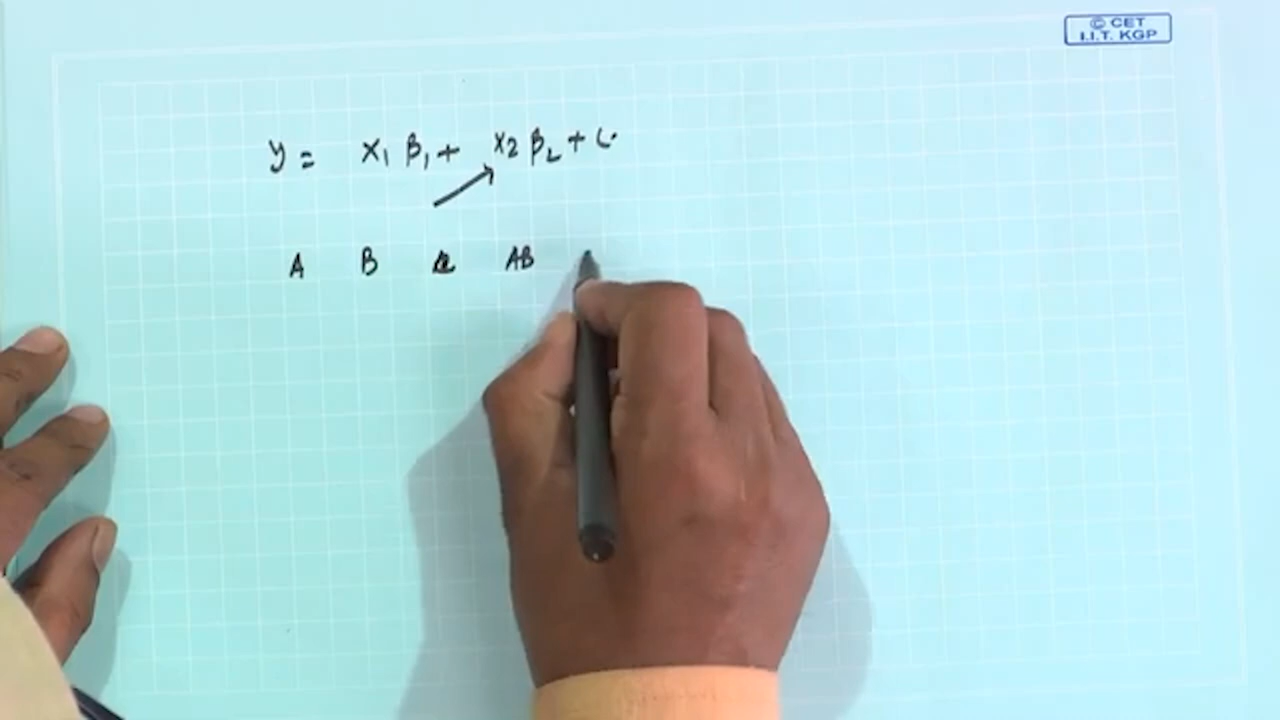 © CET
I.I.T. KGP
y = X₁ β₁ + X2 β₂ +
A B AB